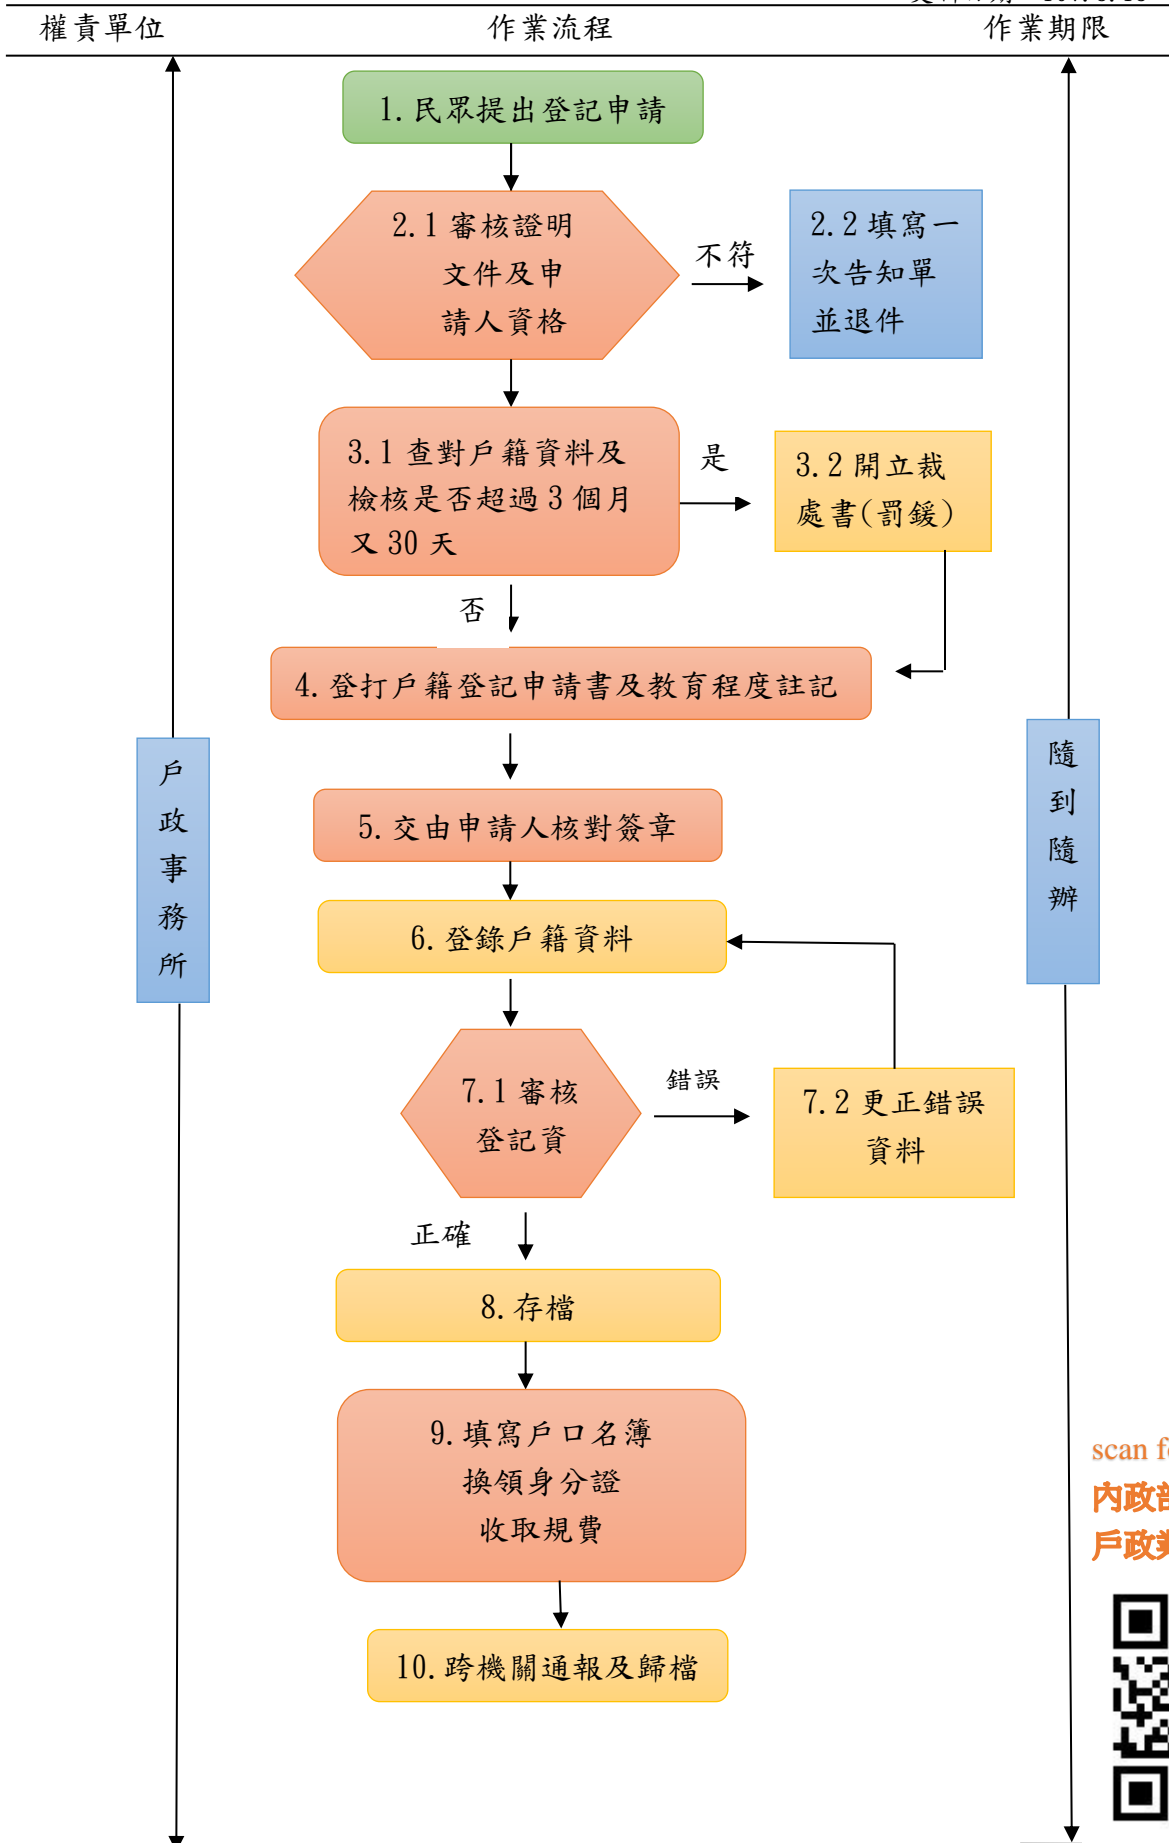 權責單位
作業流程
作業期限
1.民眾提出登記申請
2.1 審核證明
文件及申
請人資格
不符
2.2 填寫一
次告知單
並退件
3.1 查對戶籍資料及
檢核是否超過 3 個月
又 30 天
是
3.2 開立裁
處書(罰鍰)
否
4.登打戶籍登記申請書及教育程度註記
戶
政
事
務
所
隨
到
隨
辦
5.交由申請人核對簽章
6.登錄戶籍資料
7.1 審核
登記資
錯誤
7.2 更正錯誤
資料
正確
8.存檔
9.填寫戶口名簿
換領身分證
收取規費
scan
內政
戶政
10.跨機關通報及歸檔